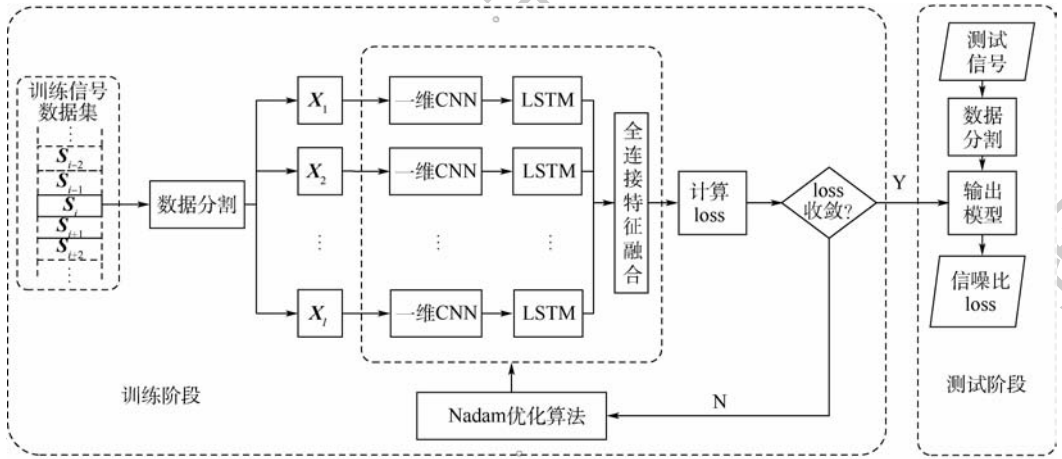 训练信号
数据集
⋮
S_{i-2}
S_{i-1}
S_i
S_{i+1}
S_{i+2}
⋮
数据分割
X_1
一维CNN
LSTM
X_2
一维CNN
LSTM
⋮
⋮
⋮
X_l
一维CNN
LSTM
全连接特征融合
计算
loss
loss
收敛?
Y
N
Nadam优化算法
训练阶段
测试
信号
数据
分割
输出
模型
信噪比
loss
测试阶段